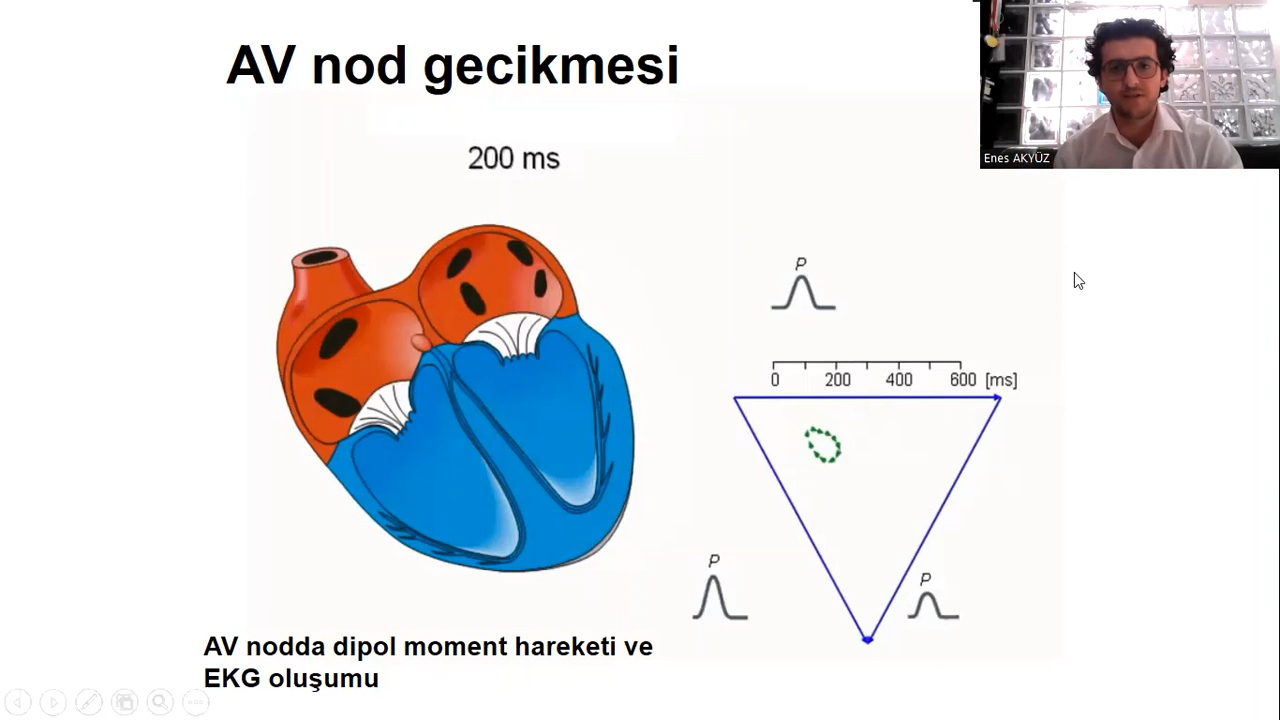 AV nod gecikmesi
200 ms
Enes AKYÜZ
P
0 200 400 600 [ms]
P
P
AV nodda dipol moment hareketi ve
EKG oluşumu